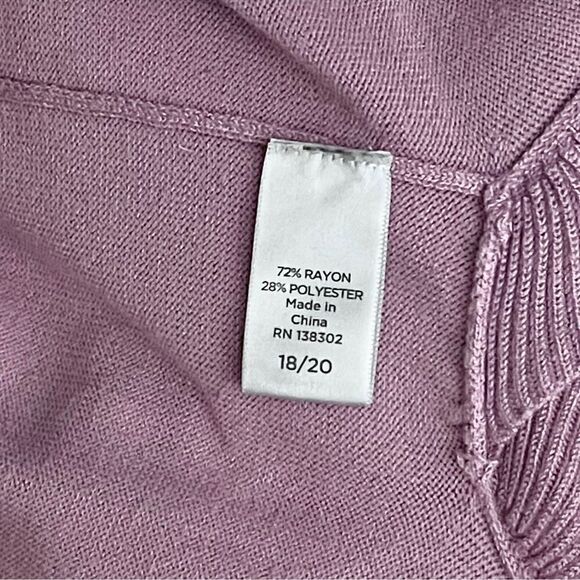 72% RAYON
28% POLYESTER
Made in
China
RN 138302
18/20